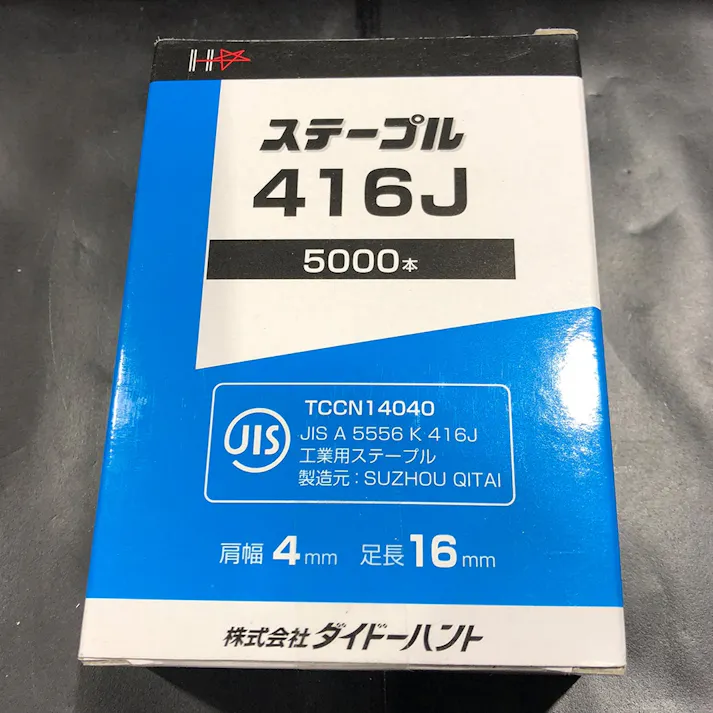 ステープル
416J
5000本
JIS
TCCN14040
JIS A 5556 K 416J
工業用ステープル
製造元：SUZHOU QITAI
肩幅 4mm 足長 16mm
株式会社 ダイドーハント